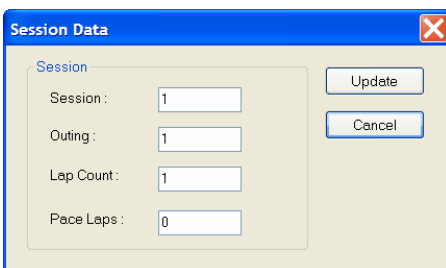 Session Data
Session
Session : 1
Update
Outing : 1
Cancel
Lap Count : 1
Pace Laps : 0